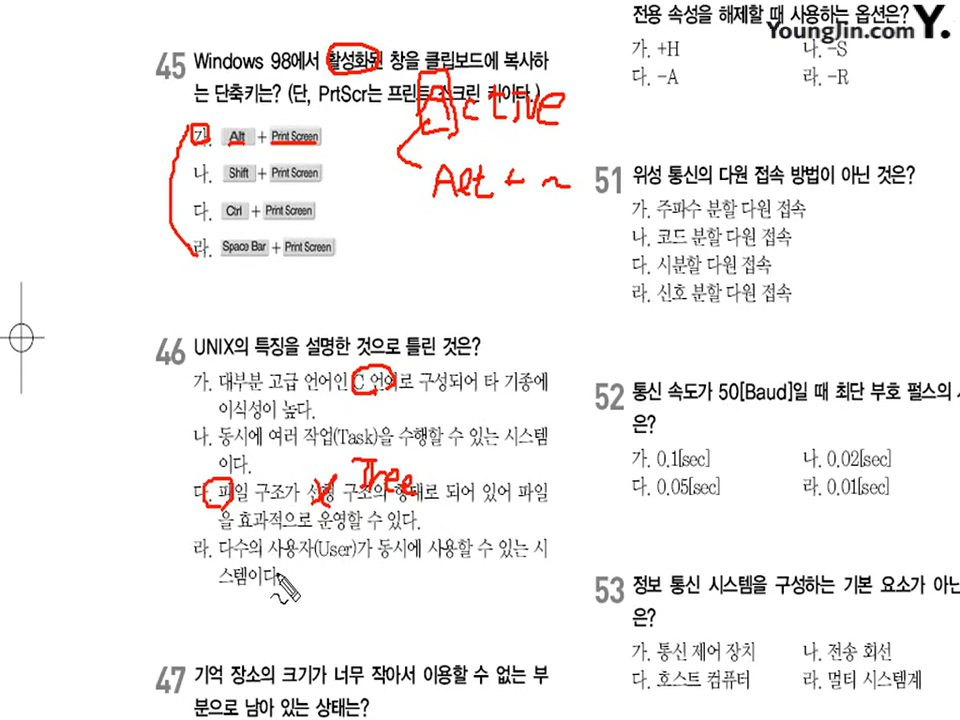 45 Windows 98에서 활성화된 창을 클립보드에 복사하
는 단축키는? (단, PrtScr는 프린트 스크린 키이다.)
Active
가. Alt + Print Screen
Alt + ~
나. Shift + Print Screen
다. Ctrl + Print Screen
라. Space Bar + Print Screen
46 UNIX의 특징을 설명한 것으로 틀린 것은?
가. 대부분 고급 언어인 C 언어로 구성되어 타 기종에
이식성이 높다.
나. 동시에 여러 작업(Task)을 수행할 수 있는 시스템
이다.
Tree
다. 파일 구조가 선형 구조의 형태로 되어 있어 파일
을 효과적으로 운영할 수 있다.
라. 다수의 사용자(User)가 동시에 사용할 수 있는 시
스템이다.
47 기억 장소의 크기가 너무 작아서 이용할 수 없는 부
분으로 남아 있는 상태는?
전용 속성을 해제할 때 사용하는 옵션은?
YoungJin.com Y.
가. +H 나. -S
다. -A 라. -R
51 위성 통신의 다원 접속 방법이 아닌 것은?
가. 주파수 분할 다원 접속
나. 코드 분할 다원 접속
다. 시분할 다원 접속
라. 신호 분할 다원 접속
52 통신 속도가 50[Baud]일 때 최단 부호 펄스의
은?
가. 0.1[sec] 나. 0.02[sec]
다. 0.05[sec] 라. 0.01[sec]
53 정보 통신 시스템을 구성하는 기본 요소가 아닌
은?
가. 통신 제어 장치 나. 전송 회선
다. 호스트 컴퓨터 라. 멀티 시스템계